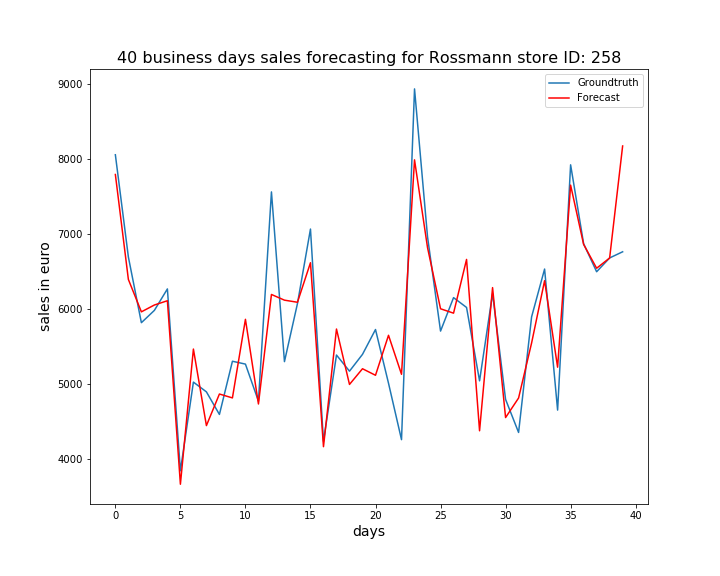 40 business days sales forecasting for Rossmann store ID: 258
Groundtruth
Forecast
9000
8000
7000
6000
5000
4000
sales in euro
0 5 10 15 20 25 30 35 40
days